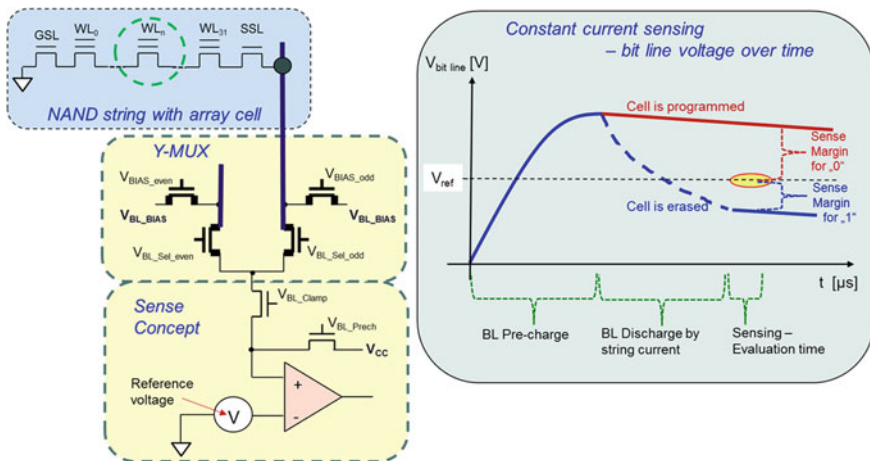 GSL WL0 WLn WL31 SSL
NAND string with array cell
Y-MUX
VBIAS_even
VBIAS_odd
VBL_BIAS
VBL_BIAS
VBL_Sel_even
VBL_Sel_odd
Sense
Concept
VBL_Clamp
VBL_Prech
VCC
Reference
voltage
V
+
-
Constant current sensing
– bit line voltage over time
Vbit line [V]
Cell is programmed
Sense
Margin
for „0"
Vref
Sense
Margin
for „1"
Cell is erased
t [µs]
BL Pre-charge
BL Discharge by
string current
Sensing –
Evaluation time